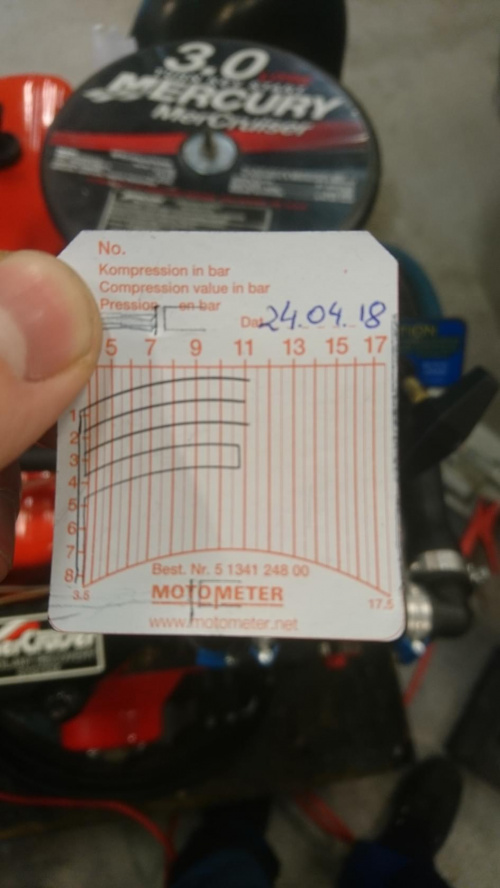 3.0
MERCURY
MerCruiser
No.
Kompression in bar
Compression value in bar
Pression en bar
Dat 24.04.18
5 7 9 11 13 15 17
1
2
3
4
5
6
7
8
3.5 17.5
Best. Nr. 5 1341 248 00
MOTOMETER
www.motometer.net